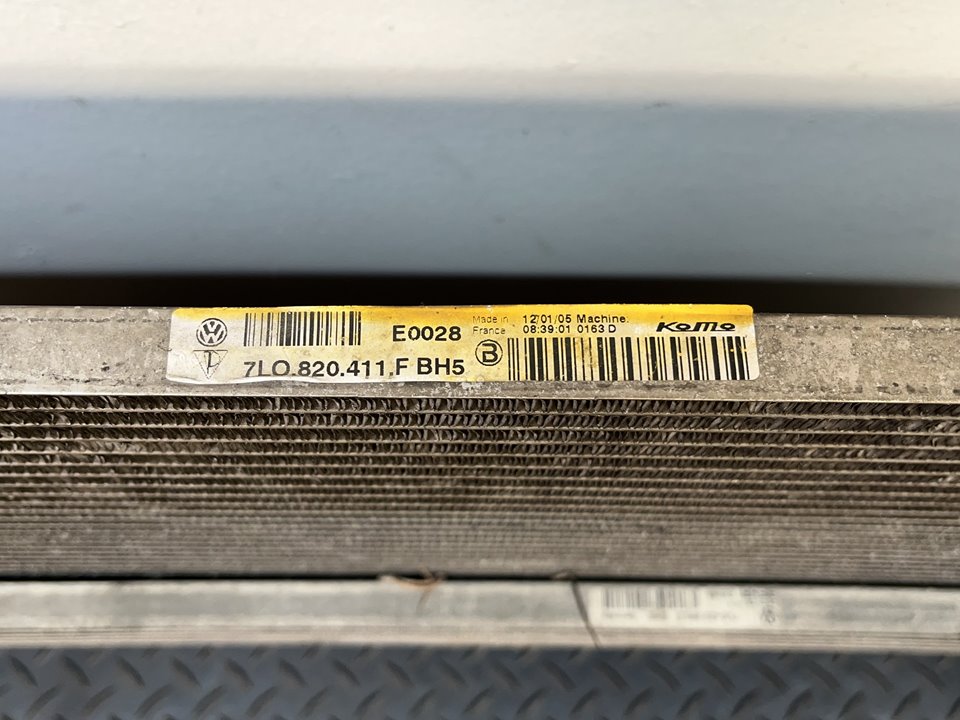 E0028
Made in
France
12/01/05 Machine:
08:39:01 0163 D
KoMo
7LO.820.411.F BH5
B